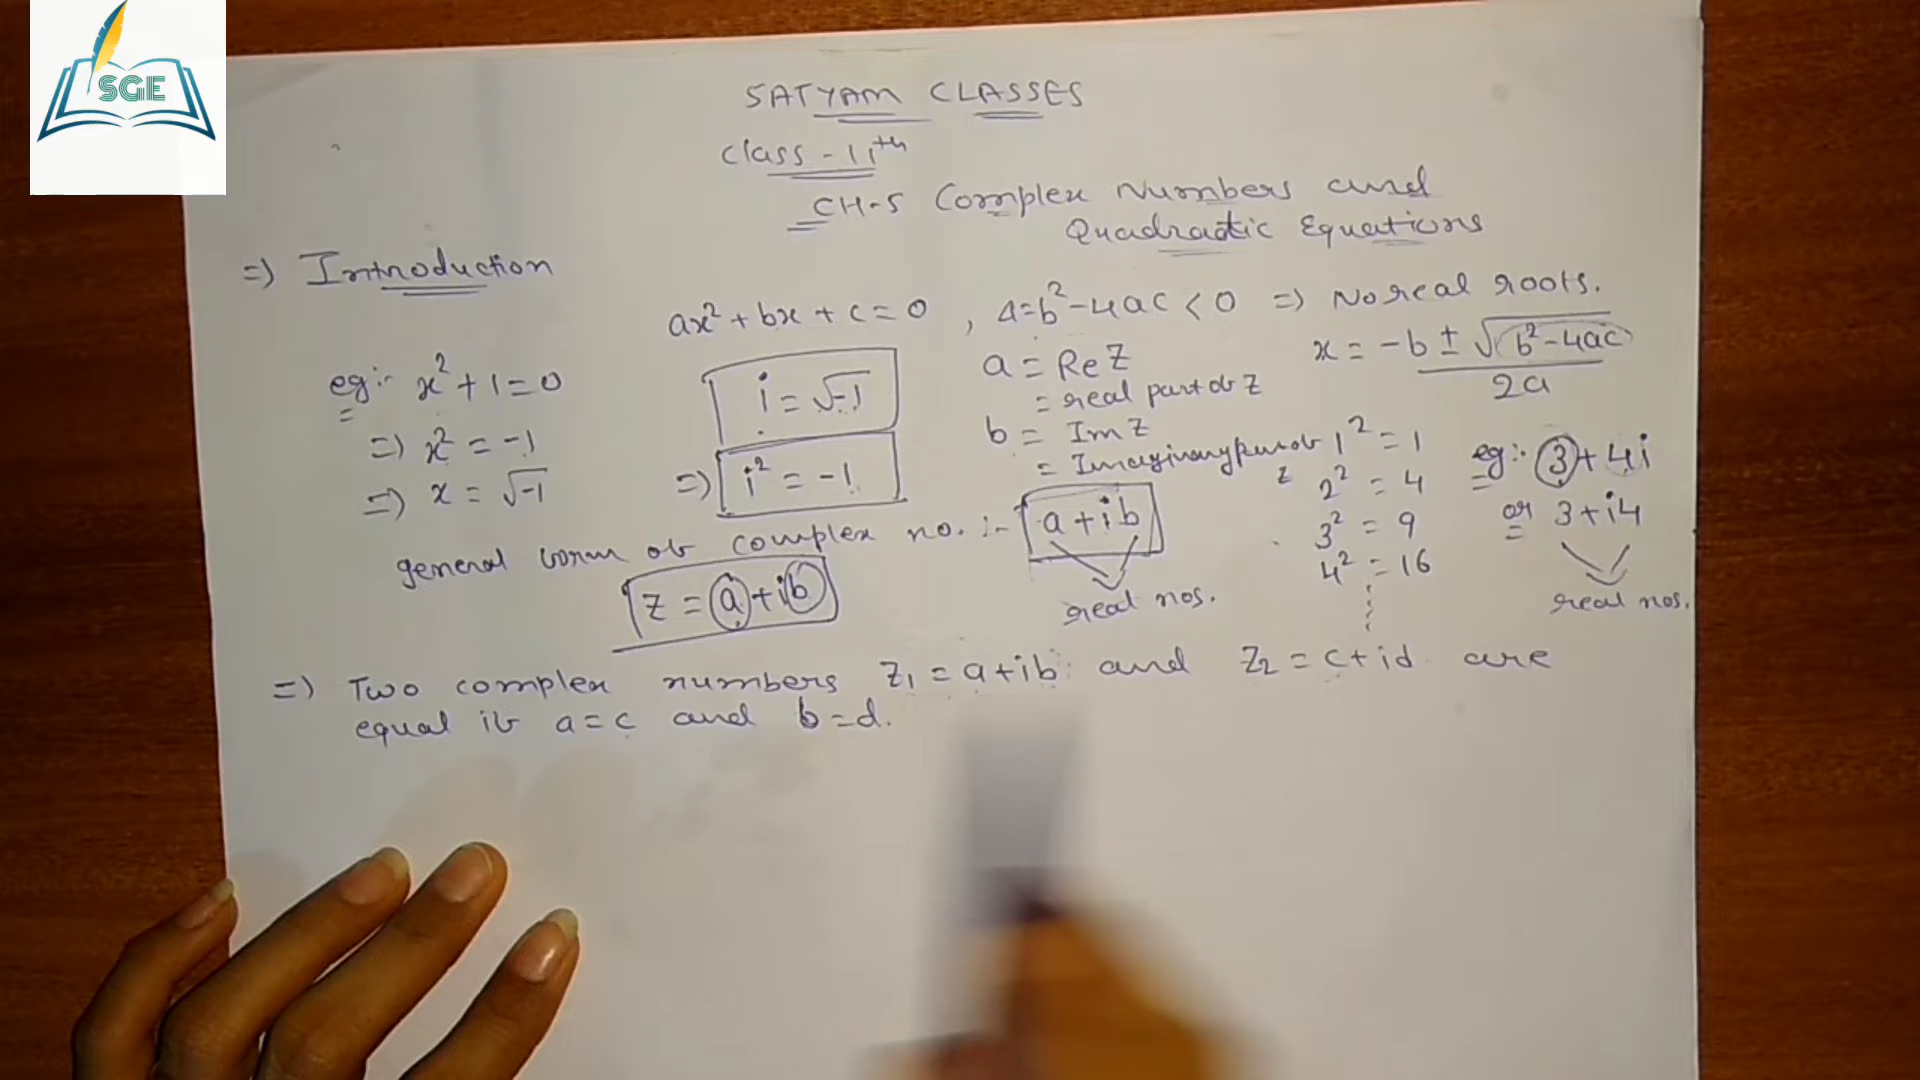 SGE
SATYAM CLASSES
Class - 11th
CH-5 Complex Numbers and
Quadraotic Equations
=) Introduction
ax² + bx + c = 0 , Δ=b²-4ac < 0 =) No real roots.
x = -b ± √b²-4ac
2a
eg:- x² + 1 = 0
=) x² = -1
=) x = √-1
i = √-1
=) i² = -1
a = Re Z
= real part of Z
b = Im Z
= Imaginary part of
Z
1² = 1
2² = 4
3² = 9
4² = 16
eg:- 3 + 4i
or 3 + i4
real nos.
general form of complex no. :- a + ib
real nos.
Z = a + ib
=) Two complex numbers Z₁ = a + ib and Z₂ = c + id are
equal if a = c and b = d.